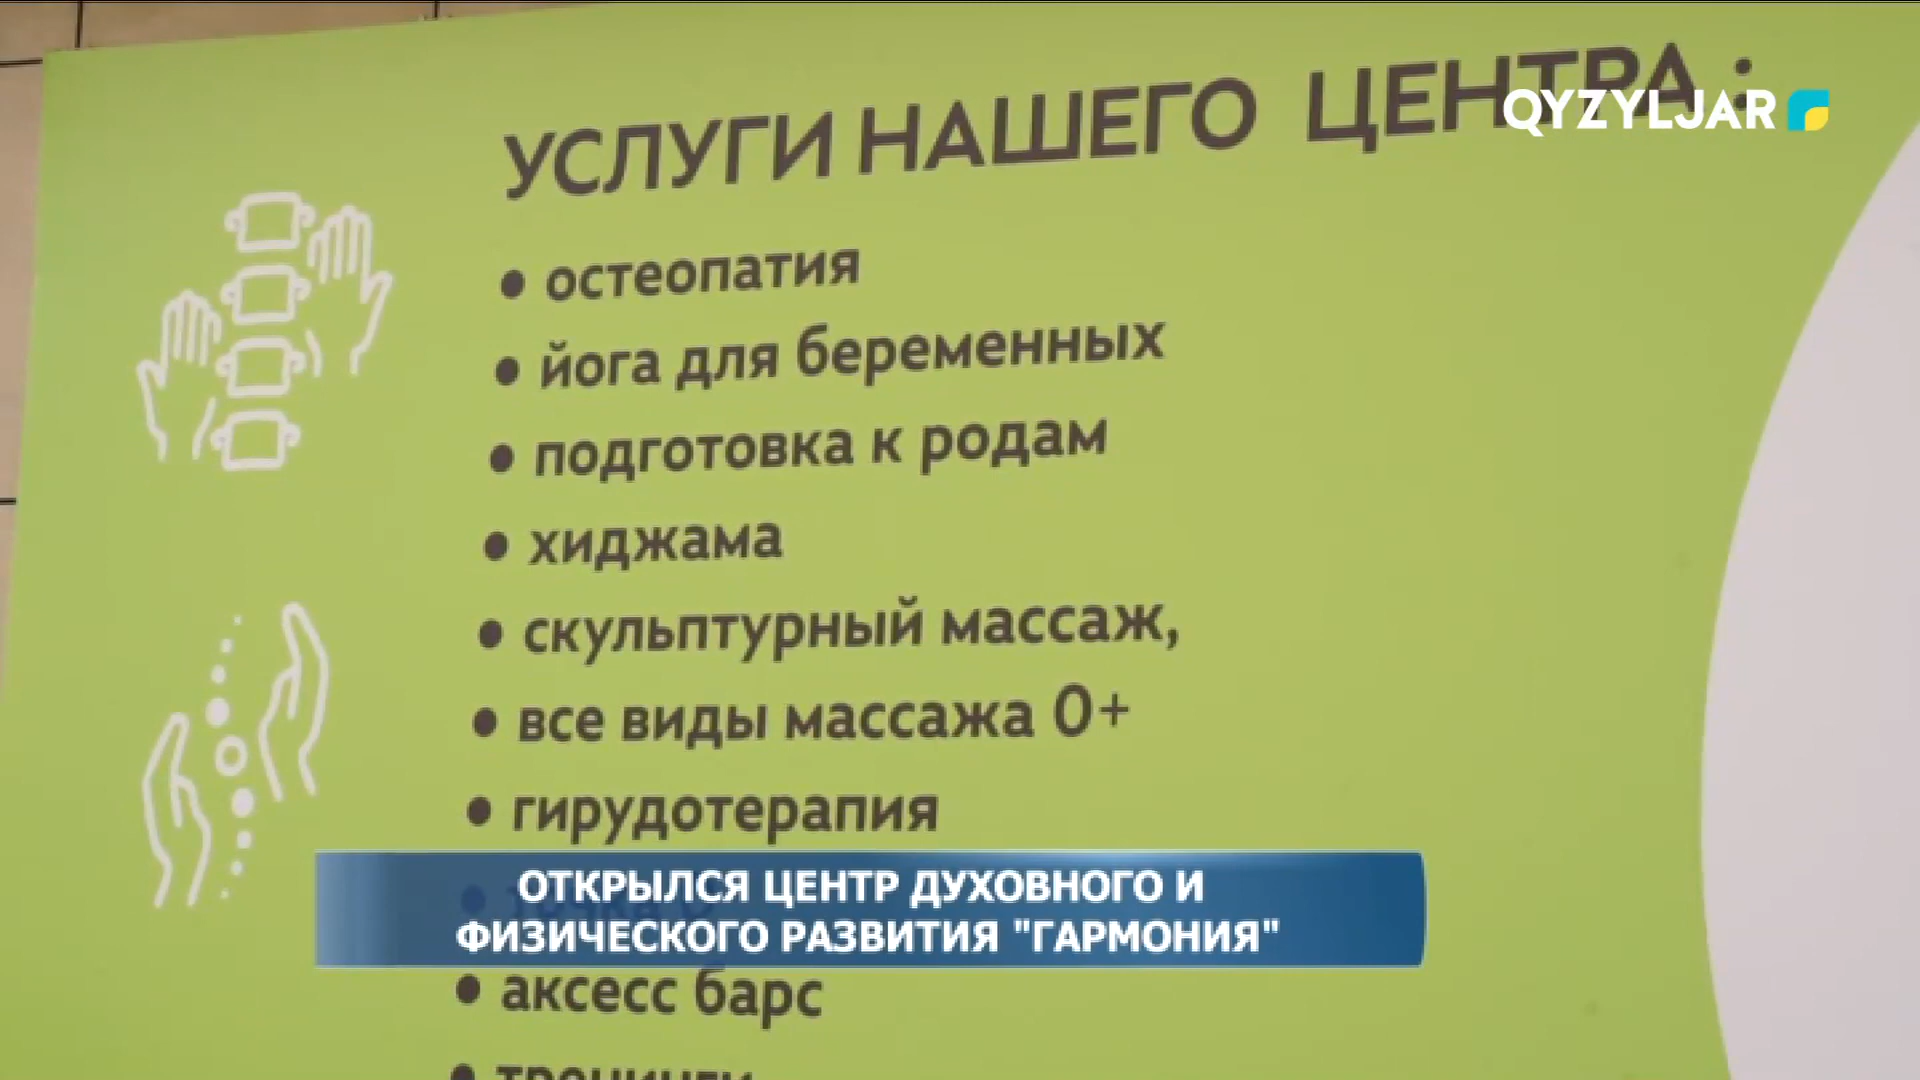 УСЛУГИ НАШЕГО ЦЕНТРА :
QYZYLJAR
• остеопатия
• йога для беременных
• подготовка к родам
• хиджама
• скульптурный массаж,
• все виды массажа 0+
• гирудотерапия
ОТКРЫЛСЯ ЦЕНТР ДУХОВНОГО И
ФИЗИЧЕСКОГО РАЗВИТИЯ "ГАРМОНИЯ"
• аксесс барс
• тренинги